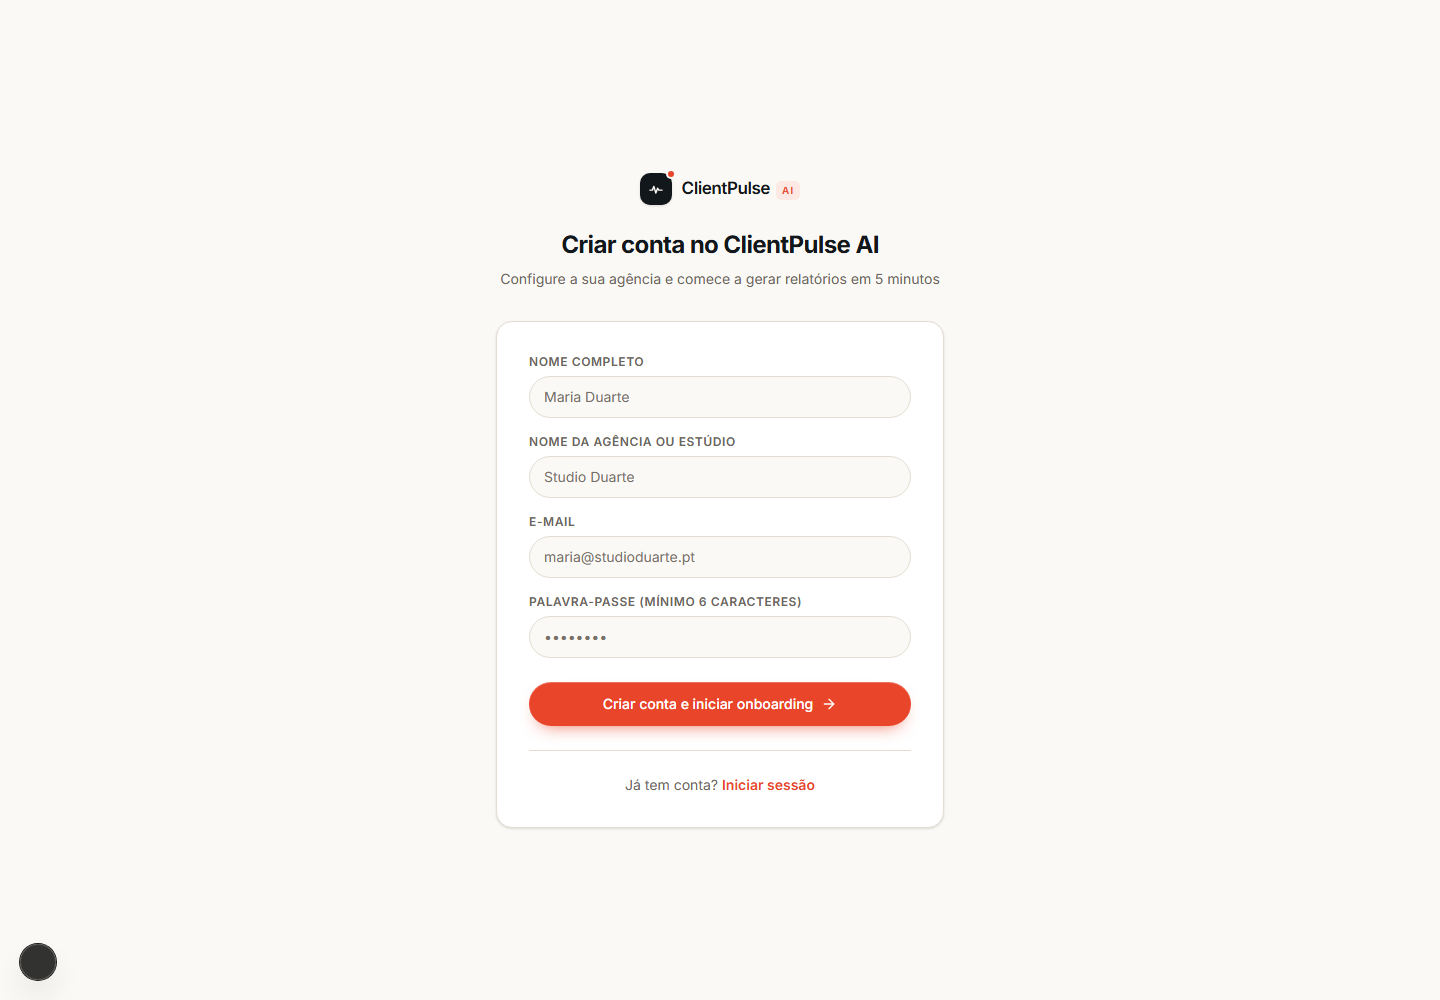 ClientPulse AI
Criar conta no ClientPulse AI
Configure a sua agência e comece a gerar relatórios em 5 minutos
NOME COMPLETO
Maria Duarte
NOME DA AGÊNCIA OU ESTÚDIO
Studio Duarte
E-MAIL
maria@studioduarte.pt
PALAVRA-PASSE (MÍNIMO 6 CARACTERES)
••••••••
Criar conta e iniciar onboarding →
Já tem conta? Iniciar sessão